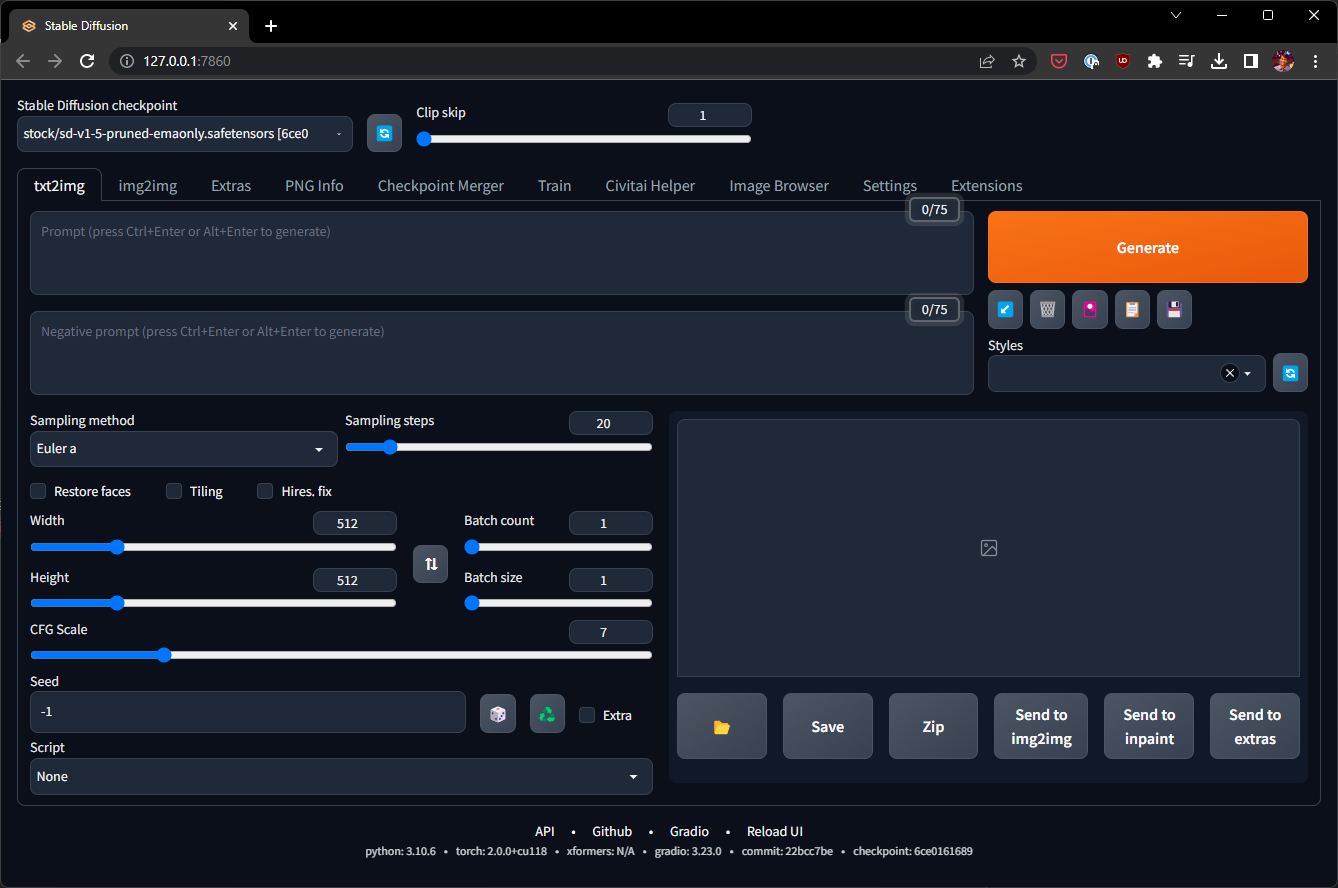 Stable Diffusion
127.0.0.1:7860
Stable Diffusion checkpoint
stock/sd-v1-5-pruned-emaonly.safetensors [6ce0
Clip skip
1
txt2img img2img Extras PNG Info Checkpoint Merger Train Civitai Helper Image Browser Settings Extensions
0/75
Prompt (press Ctrl+Enter or Alt+Enter to generate)
Generate
0/75
Negative prompt (press Ctrl+Enter or Alt+Enter to generate)
Styles
Sampling method
Euler a
Sampling steps
20
Restore faces Tiling Hires. fix
Width
512
Batch count
1
Height
512
Batch size
1
CFG Scale
7
Seed
-1
Extra
Script
None
Save
Zip
Send to
img2img
Send to
inpaint
Send to
extras
API • Github • Gradio • Reload UI
python: 3.10.6 • torch: 2.0.0+cu118 • xformers: N/A • gradio: 3.23.0 • commit: 22bcc7be • checkpoint: 6ce0161689